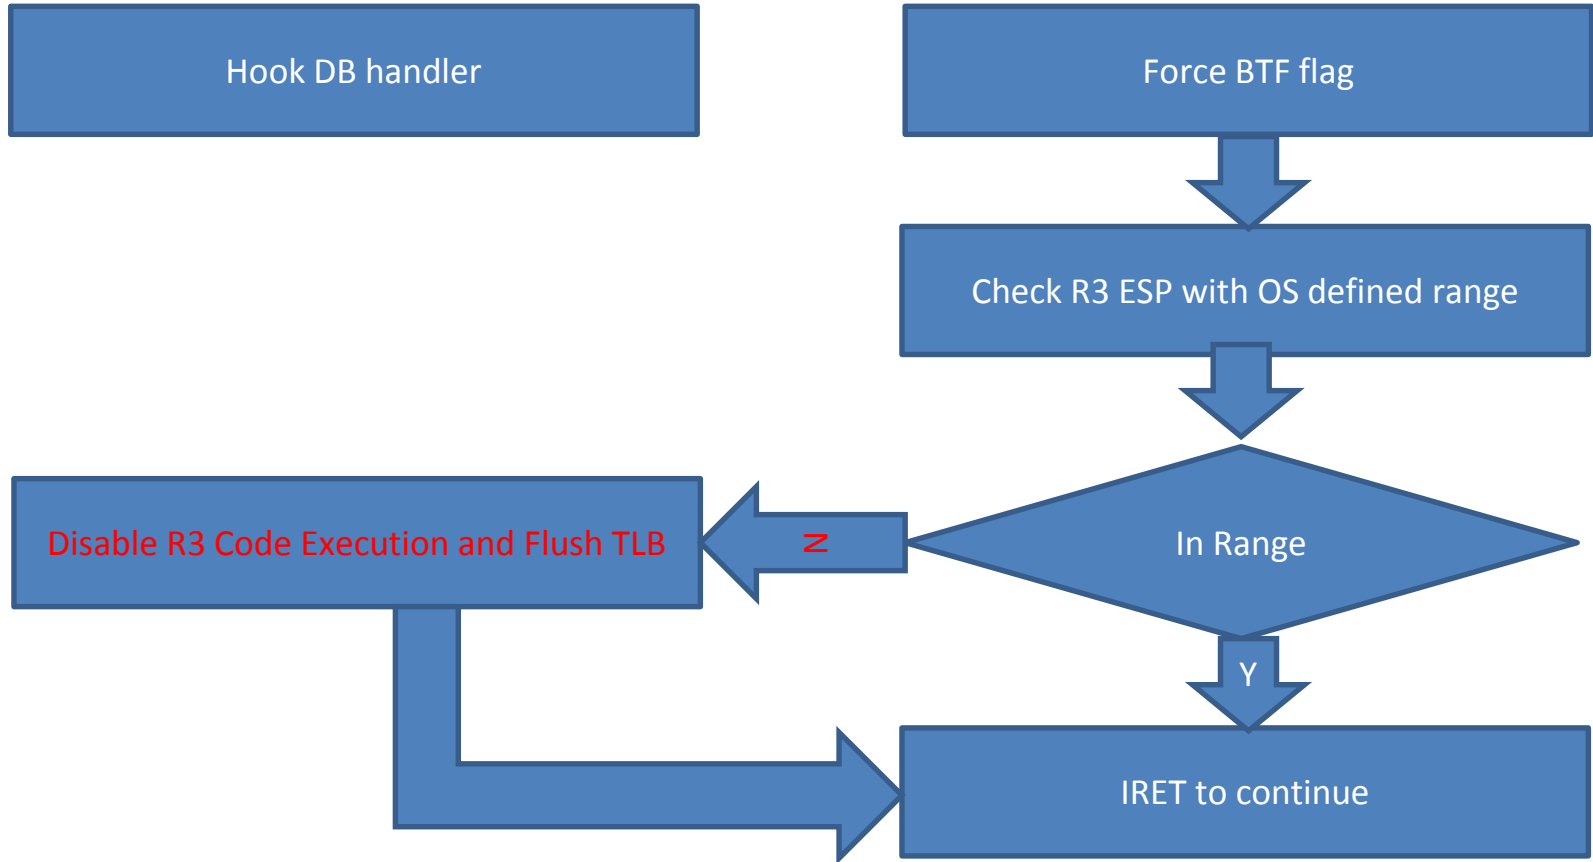 Hook DB handler
Force BTF flag
Check R3 ESP with OS defined range
Disable R3 Code Execution and Flush TLB
N
In Range
Y
IRET to continue